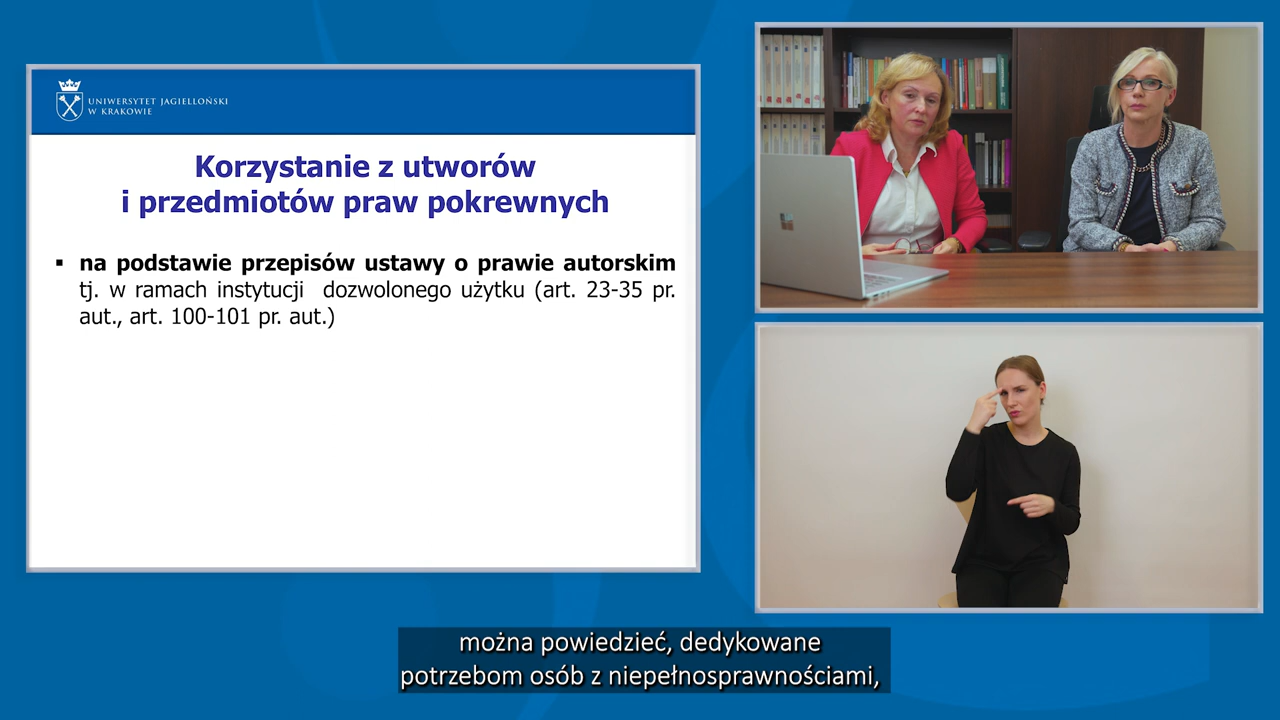 UNIWERSYTET JAGIELLOŃSKI
W KRAKOWIE
Korzystanie z utworów
i przedmiotów praw pokrewnych
▪ na podstawie przepisów ustawy o prawie autorskim
tj. w ramach instytucji dozwolonego użytku (art. 23-35 pr.
aut., art. 100-101 pr. aut.)
można powiedzieć, dedykowane
potrzebom osób z niepełnosprawnościami,